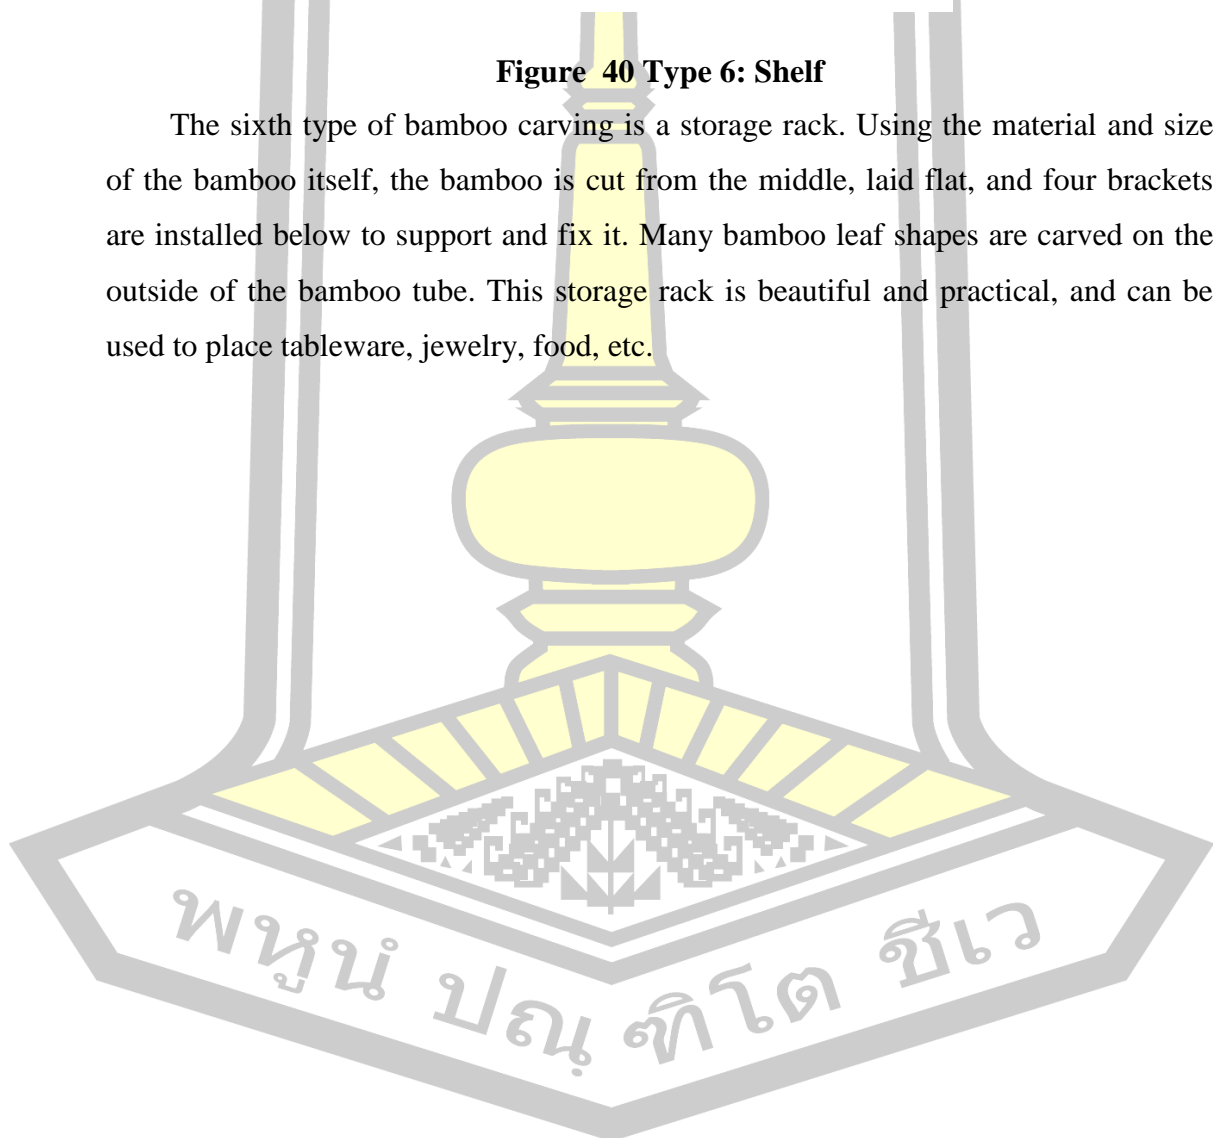 Figure  40 Type 6: Shelf
The sixth type of bamboo carving is a storage rack. Using the material and size
of the bamboo itself, the bamboo is cut from the middle, laid flat, and four brackets
are installed below to support and fix it. Many bamboo leaf shapes are carved on the
outside of the bamboo tube. This storage rack is beautiful and practical, and can be
used to place tableware, jewelry, food, etc.
พหูนํ ปณฺฑิโต ชีเว